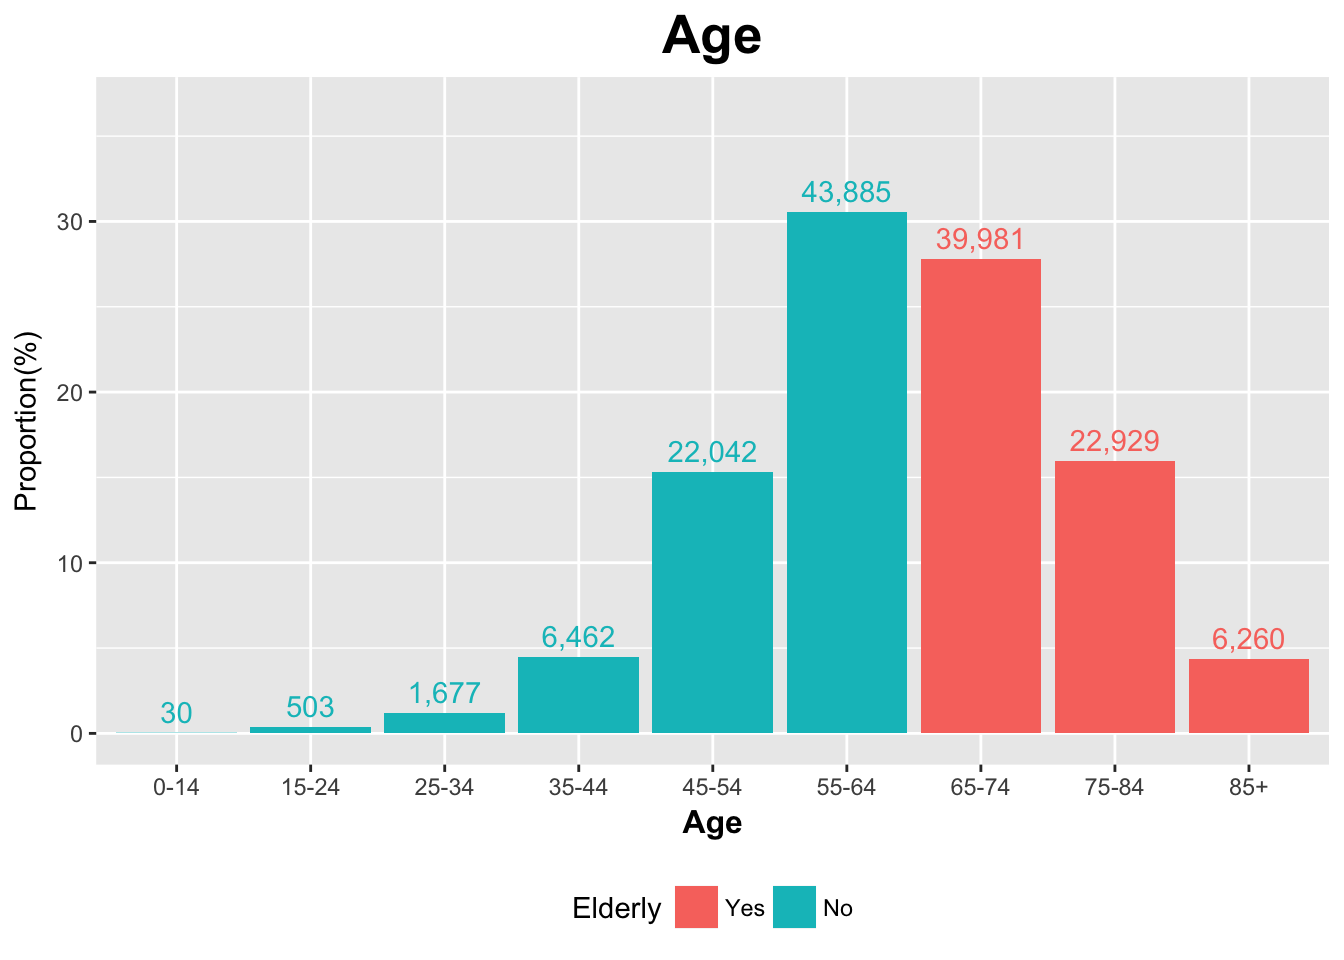 Age
43,885
39,981
22,929
22,042
6,462
6,260
1,677
503
30
30
20
10
0
Proportion(%)
0-14 15-24 25-34 35-44 45-54 55-64 65-74 75-84 85+
Age
Elderly Yes No